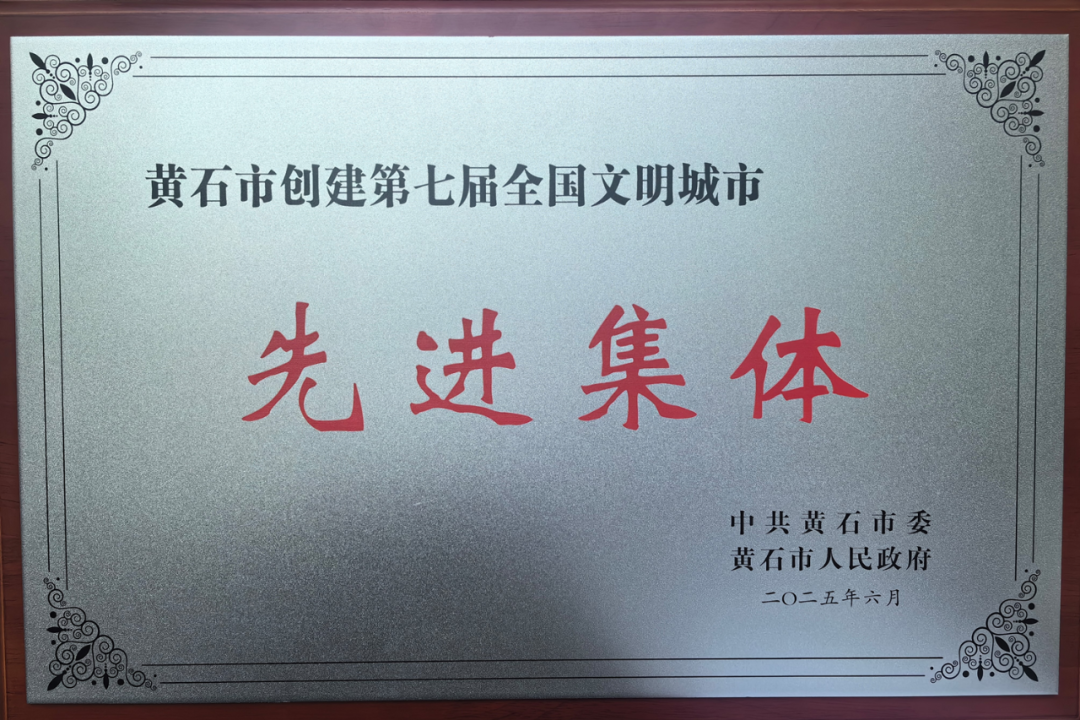 黄石市创建第七届全国文明城市
先进集体
中共黄石市委
黄石市人民政府
二〇二五年六月